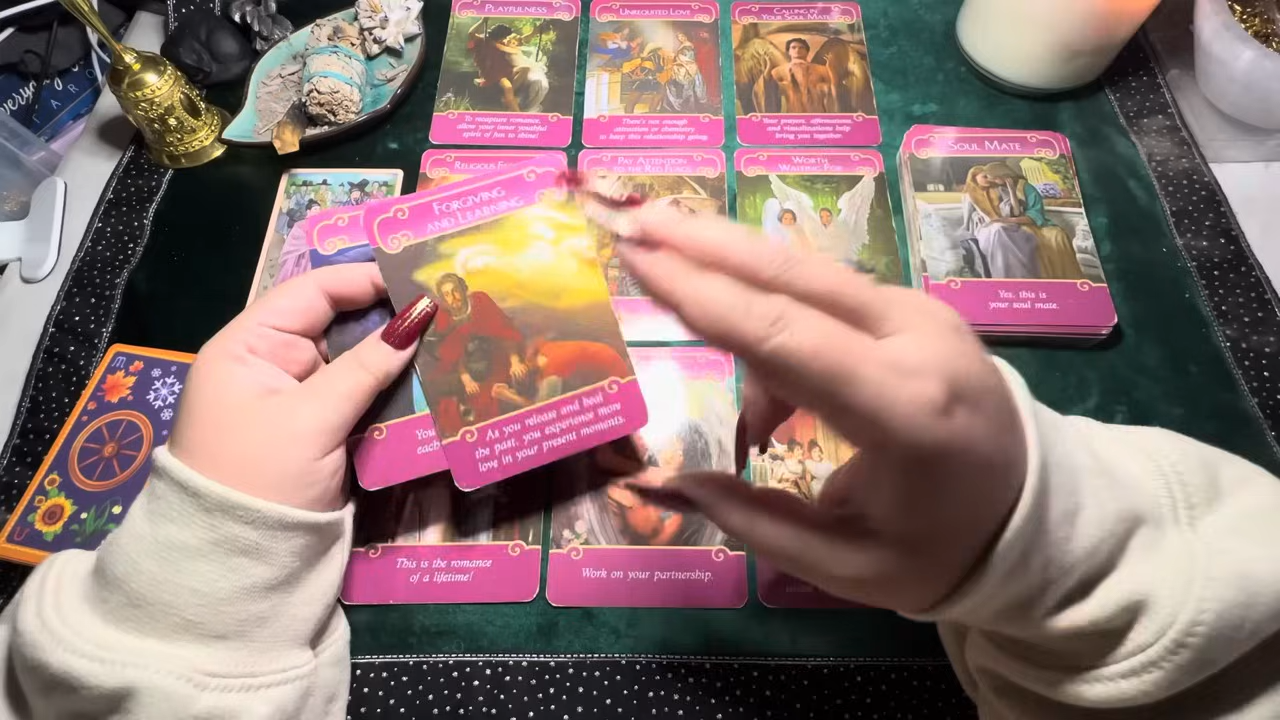 PLAYFULNESS
To recapture romance,
allow your inner youthful
spirit of fun to shine!
UNREQUITED LOVE
There's not enough
attraction or chemistry
to keep this relationship going.
CALLING IN
YOUR SOUL MATE
Your prayers, affirmations,
and visualizations help
bring you together.
RELIGIOUS
PAY ATTENTION
TO THE RED FLAGS
WORTH
WAITING FOR
SOUL MATE
Yes, this is
your soul mate.
FORGIVING
AND LEARNING
As you release and heal
the past, you experience more
love in your present moments.
You
each
This is the romance
of a lifetime!
Work on your partnership.